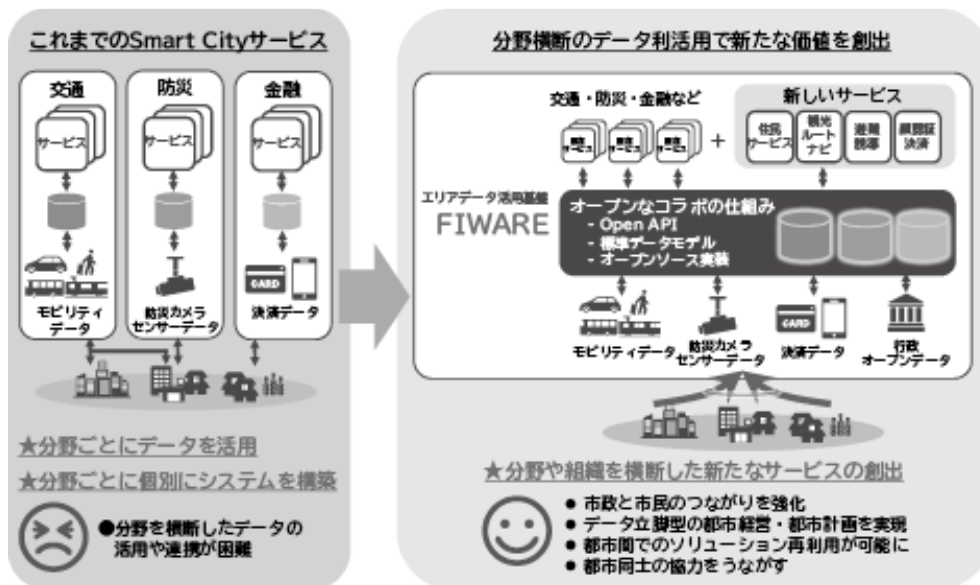 これまでのSmart Cityサービス
交通
防災
金融
サービス
サービス
サービス
CARD
モビリティ
データ
防災カメラ
センサーデータ
決済データ
★分野ごとにデータを活用
★分野ごとに個別にシステムを構築
●分野を横断したデータの
活用や連携が困難
分野横断のデータ利活用で新たな価値を創出
交通・防災・金融など
サービス
サービス
サービス
+
新しいサービス
住民
サービス
観光
ルート
ナビ
避難
誘導
顔認証
決済
エリアデータ活用基盤
FIWARE
オープンなコラボの仕組み
- Open API
- 標準データモデル
- オープンソース実装
CARD
モビリティデータ
防災カメラ
センサーデータ
決済データ
行政
オープンデータ
★分野や組織を横断した新たなサービスの創出
● 市政と市民のつながりを強化
● データ立脚型の都市経営・都市計画を実現
● 都市間でのソリューション再利用が可能に
● 都市同士の協力をうながす